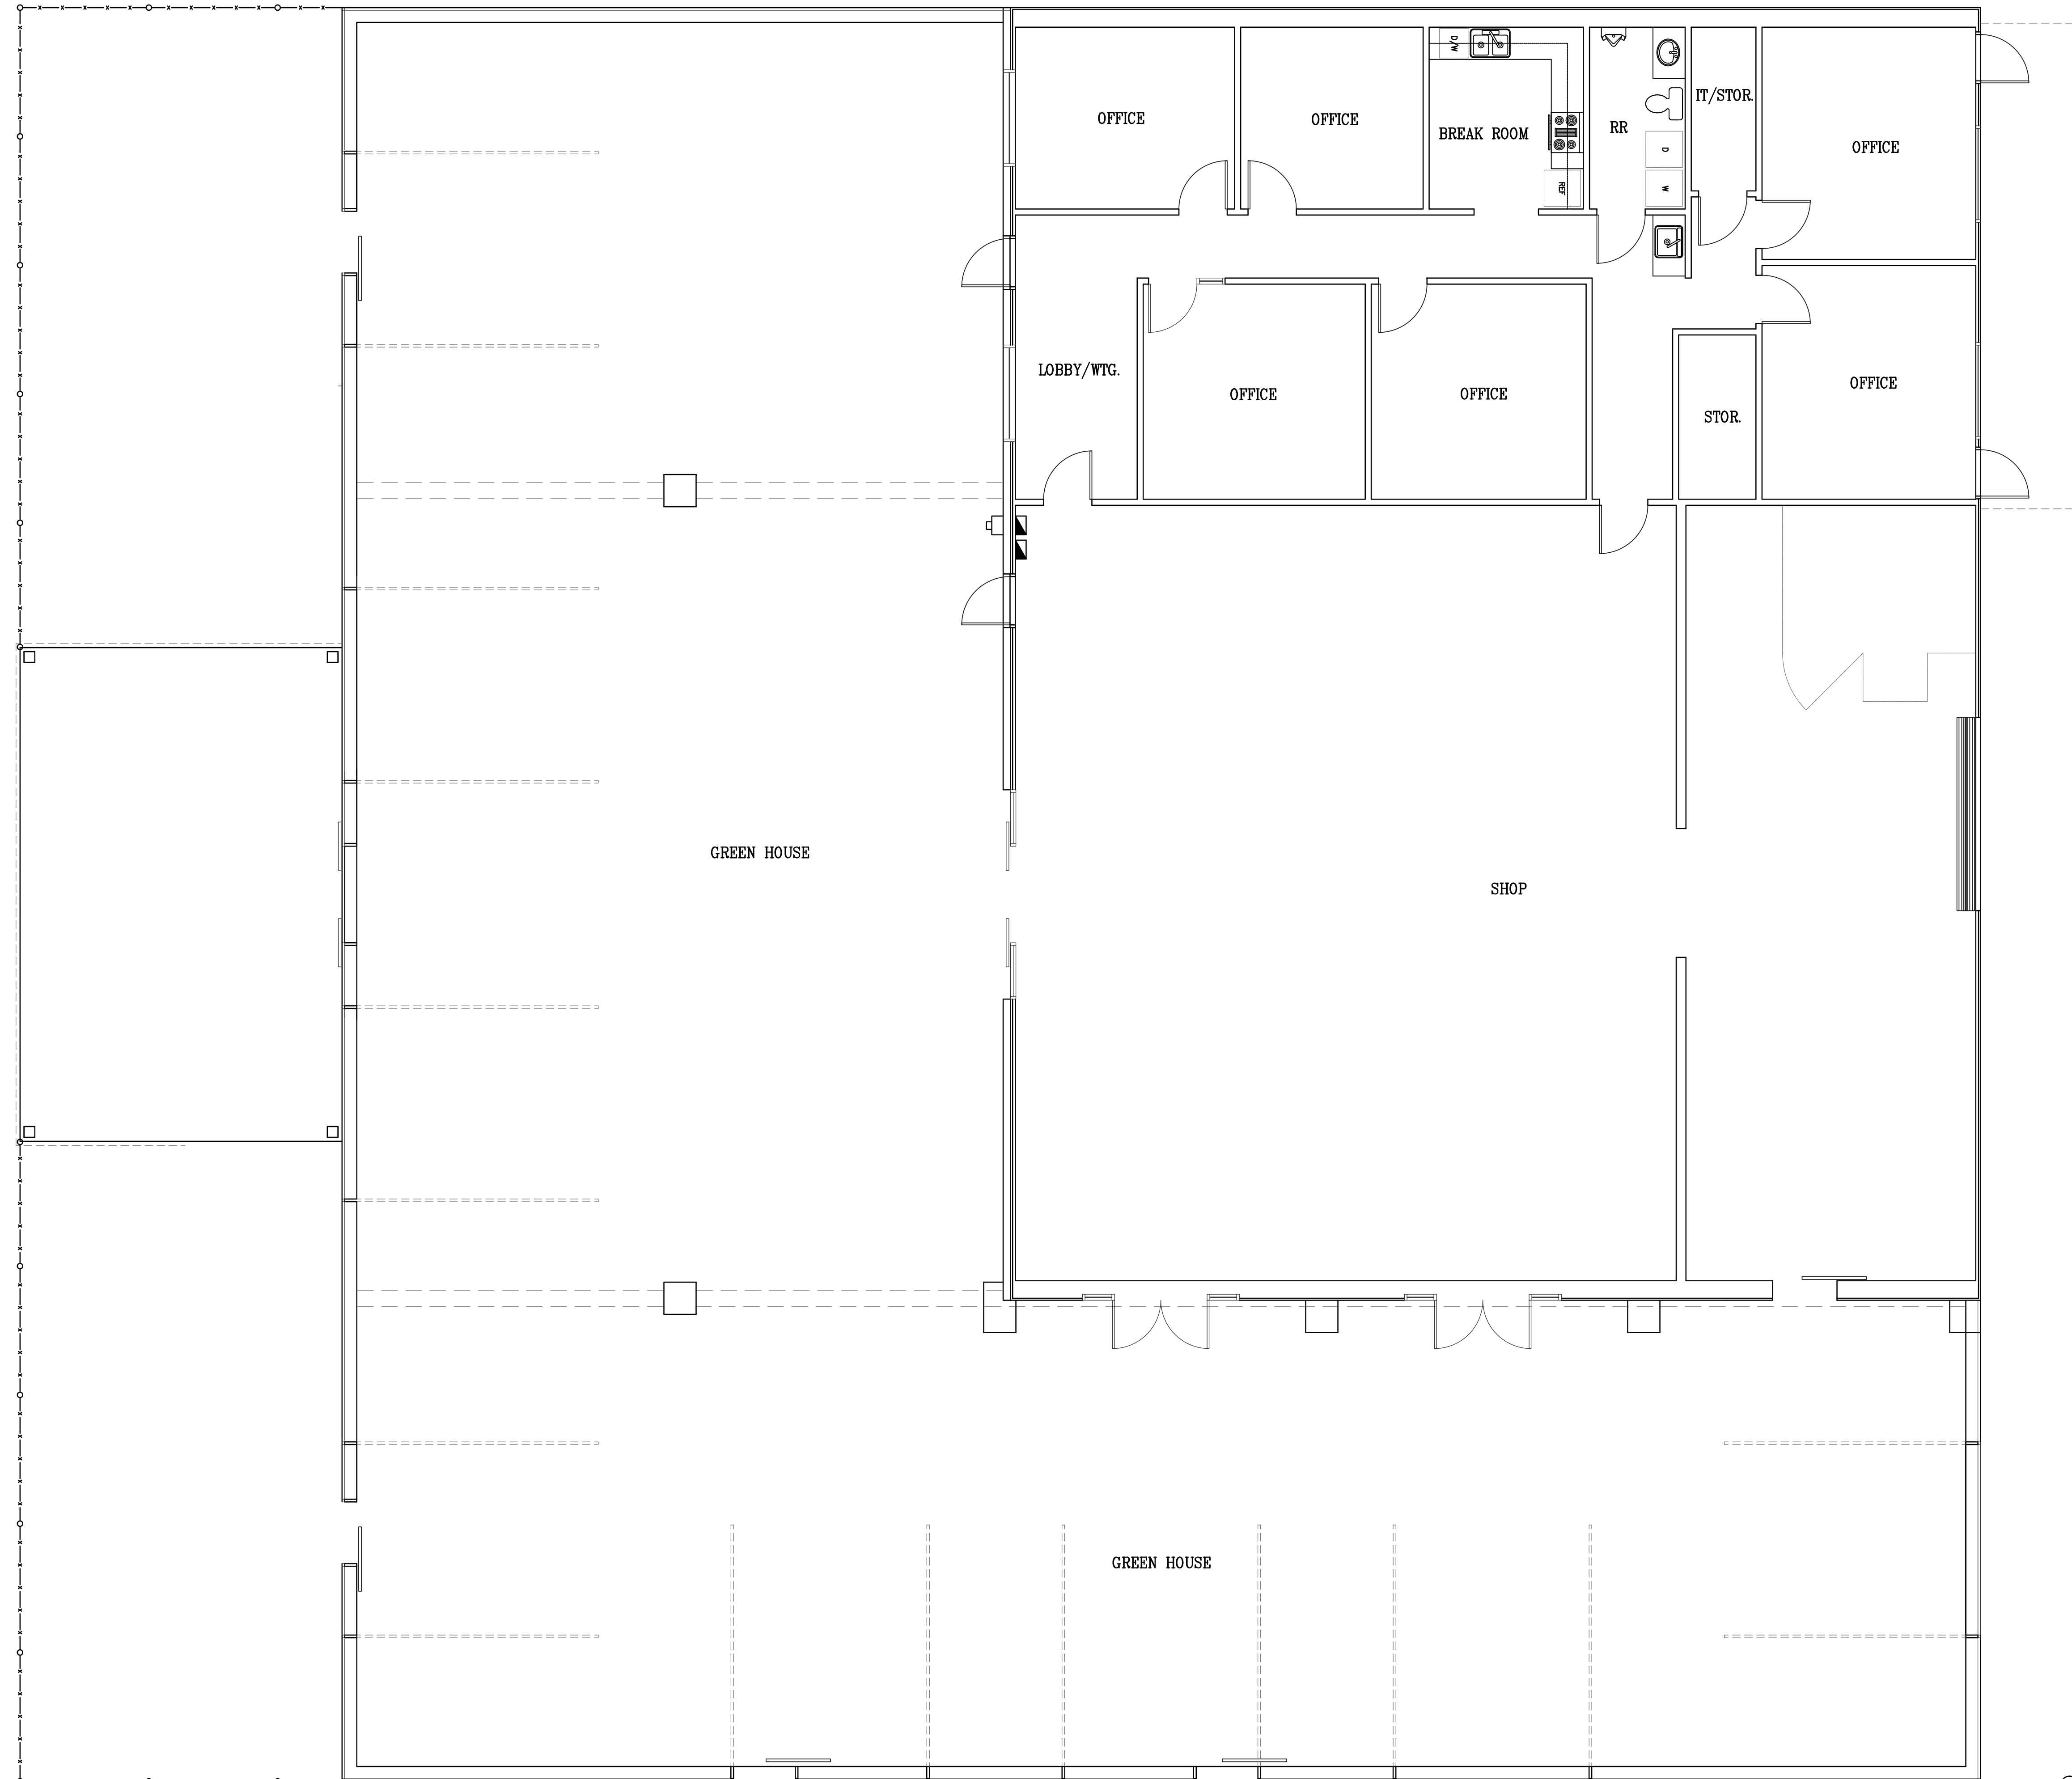 D/W
IT/STOR.
OFFICE
OFFICE
BREAK ROOM
RR
OFFICE
D
W
REF
LOBBY/WTG.
OFFICE
OFFICE
OFFICE
STOR.
GREEN HOUSE
SHOP
GREEN HOUSE